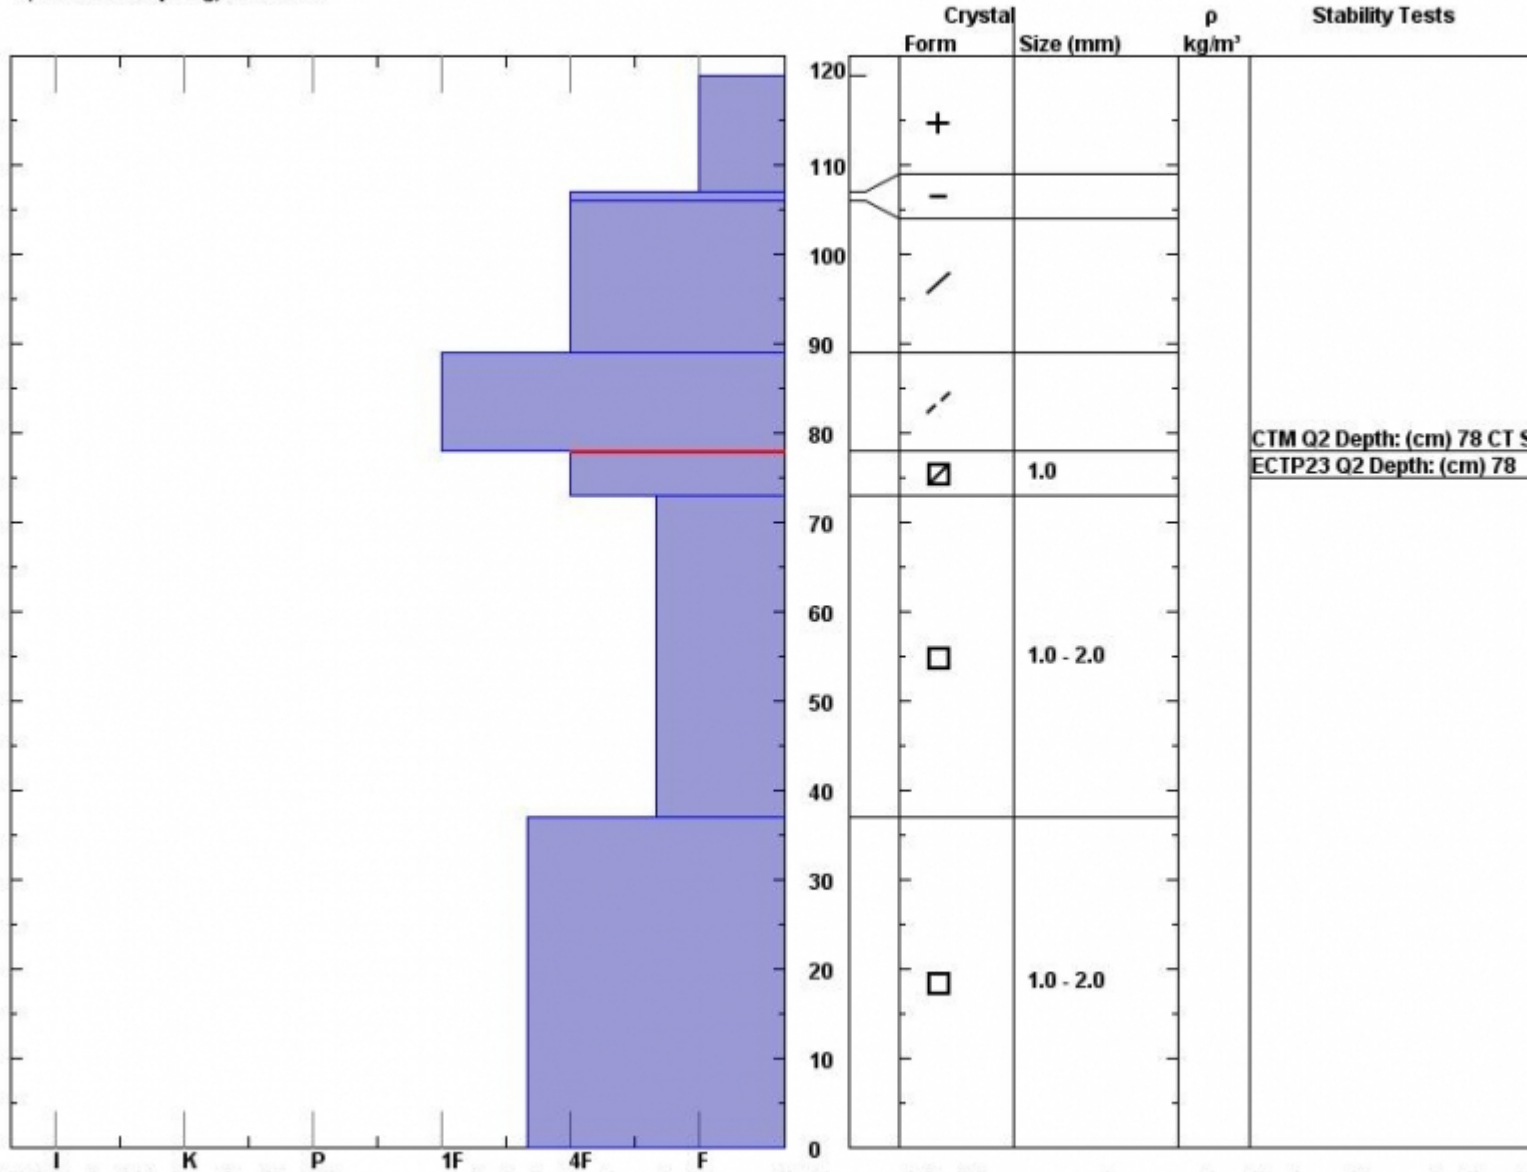 Crystal ρ Stability Tests
Form Size (mm) kg/m³
120
110
100
90
80
CTM Q2 Depth: (cm) 78 CT S
ECTP23 Q2 Depth: (cm) 78
1.0
70
60
1.0 - 2.0
50
40
30
20
1.0 - 2.0
10
0
I K P 1F 4F F